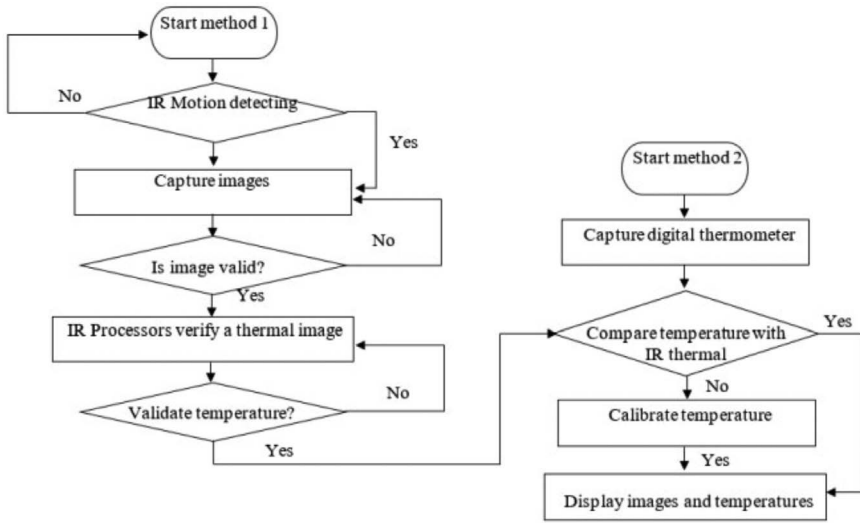 Start method 1
No
IR Motion detecting
Yes
Capture images
No
Is image valid?
Yes
IR Processors verify a thermal image
No
Validate temperature?
Yes
Start method 2
Capture digital thermometer
Yes
Compare temperature with
IR thermal
No
Calibrate temperature
Yes
Display images and temperatures